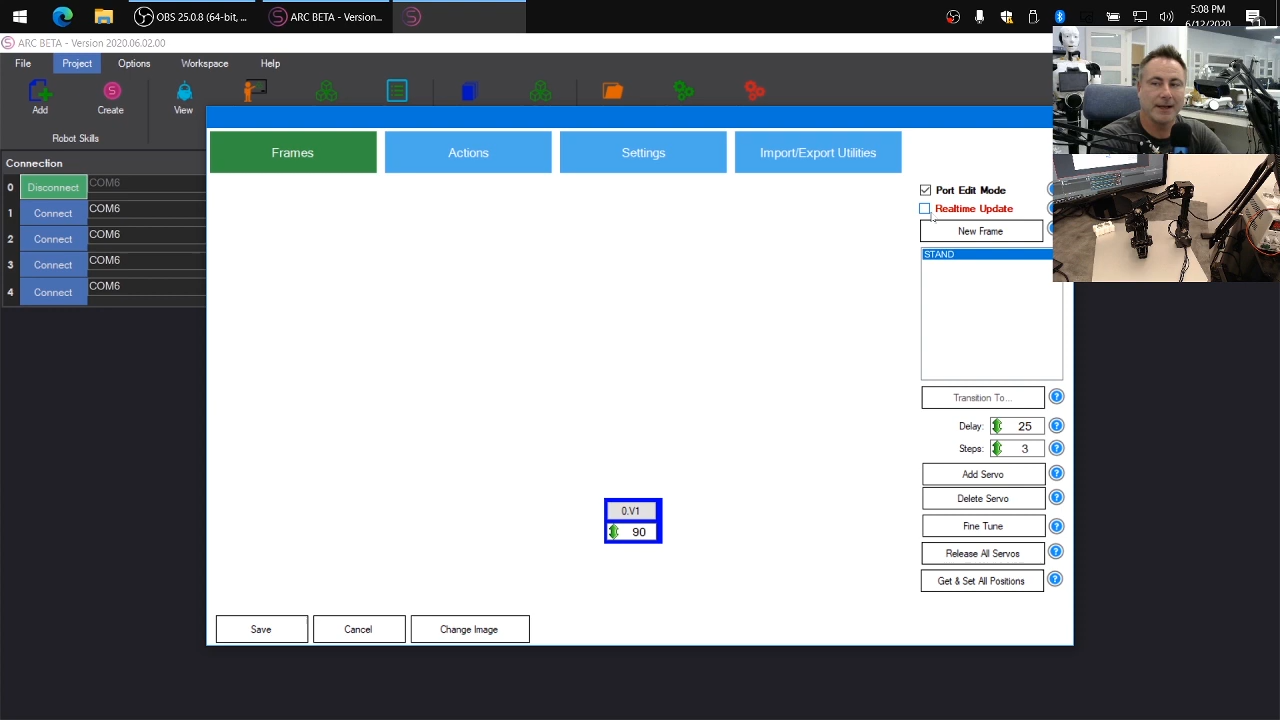 OBS 25.0.8 (64-bit, ...
ARC BETA - Version...
5:08 PM
6/12/2020
ARC BETA - Version 2020.06.02.00
File
Project
Options
Workspace
Help
Add
Create
View
Robot Skills
Connection
0 Disconnect COM6
1 Connect COM6
2 Connect COM6
3 Connect COM6
4 Connect COM6
Frames
Actions
Settings
Import/Export Utilities
Port Edit Mode
Realtime Update
New Frame
STAND
Transition To...
Delay: 25
Steps: 3
Add Servo
Delete Servo
Fine Tune
Release All Servos
Get & Set All Positions
0.V1
90
Save
Cancel
Change Image